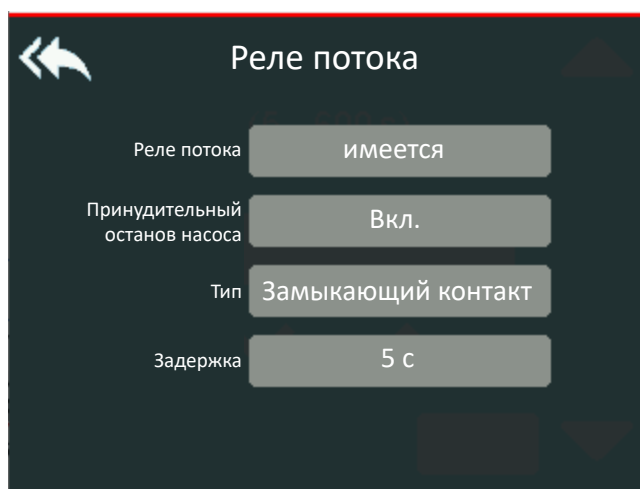 Реле потока
Реле потока
имеется
Принудительный
останов насоса
Вкл.
Тип
Замыкающий контакт
Задержка
5 с